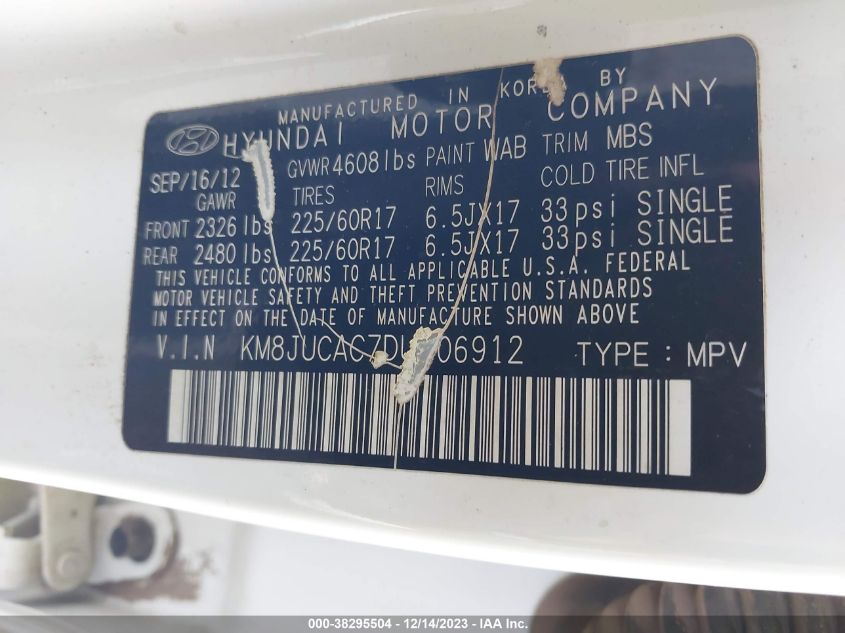 MANUFACTURED IN KOREA BY
HYUNDAI MOTOR COMPANY
SEP/16/12 GVWR 4608 lbs PAINT WAB TRIM MBS
GAWR TIRES RIMS COLD TIRE INFL
FRONT 2326 lbs 225/60R17 6.5JX17 33psi SINGLE
REAR 2480 lbs 225/60R17 6.5JX17 33psi SINGLE
THIS VEHICLE CONFORMS TO ALL APPLICABLE U.S.A. FEDERAL
MOTOR VEHICLE SAFETY AND THEFT PREVENTION STANDARDS
IN EFFECT ON THE DATE OF MANUFACTURE SHOWN ABOVE
V.I.N TYPE : MPV
000-38295504 - 12/14/2023 - IAA Inc.